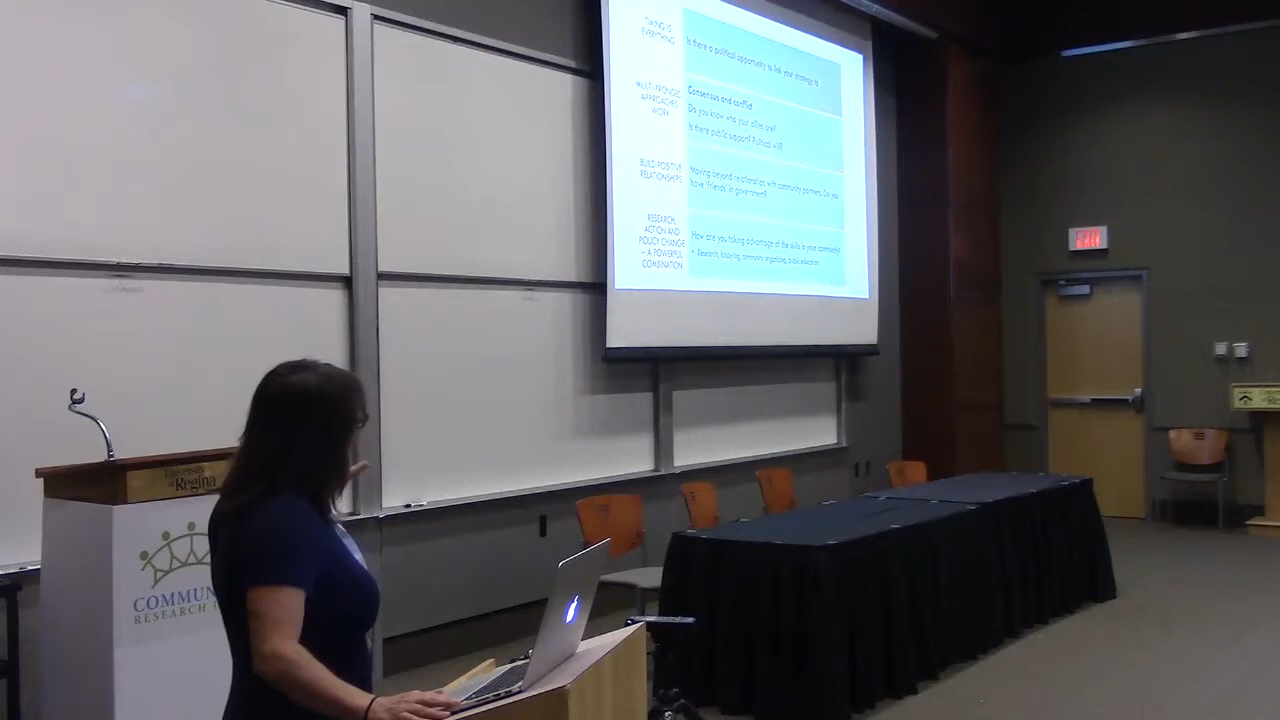 TIMING IS
EVERYTHING
Is there a political opportunity to link your strategy to
MULTI-PRONGED
APPROACHES
WORK
Consensus and conflict
Do you know who your allies are?
Is there public support? Political will?
BUILD POSITIVE
RELATIONSHIPS
Moving beyond relationships with community partners. Do you
have 'friends' in government?
RESEARCH,
ACTION AND
POLICY CHANGE
– A POWERFUL
COMBINATION
How are you taking advantage of the skills is your community?
• Research, lobbying, community organizing, public education
EXIT
University
of Regina
COMMUN
RESEARCH
University
of Regina